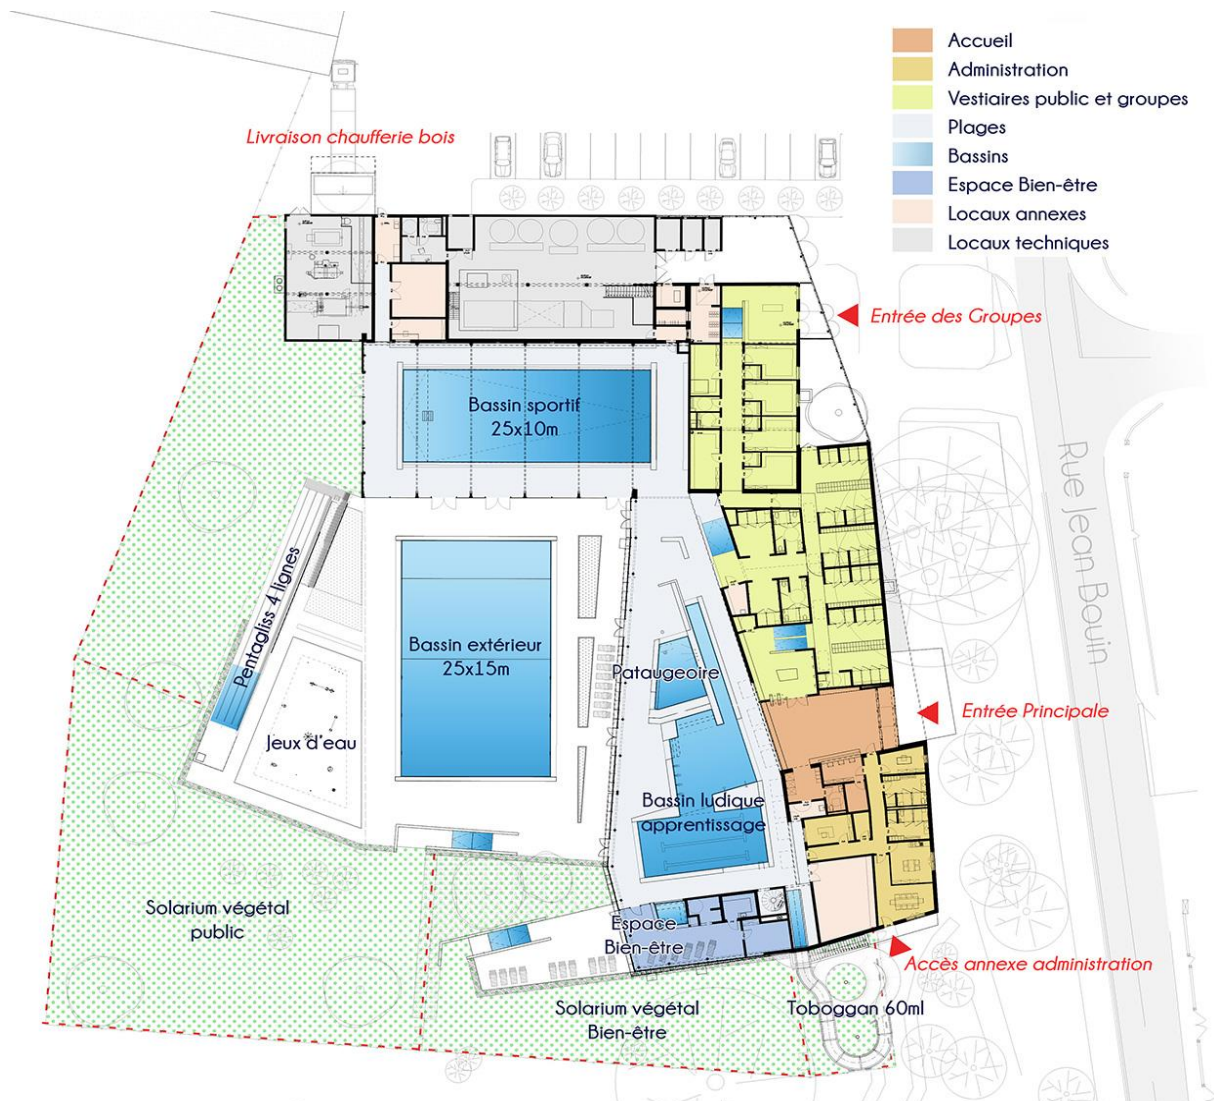 Accueil
Administration
Vestiaires public et groupes
Plages
Bassins
Espace Bien-être
Locaux annexes
Locaux techniques
Livraison chaufferie bois
Entrée des Groupes
Bassin sportif
25x10m
Rue Jean Bouin
Pentagliss 4 lignes
Bassin extérieur
25x15m
Pataugeoire
Entrée Principale
Jeux d'eau
Bassin ludique
apprentissage
Solarium végétal
public
Espace
Bien-être
Accès annexe administration
Solarium végétal
Bien-être
Toboggan 60ml